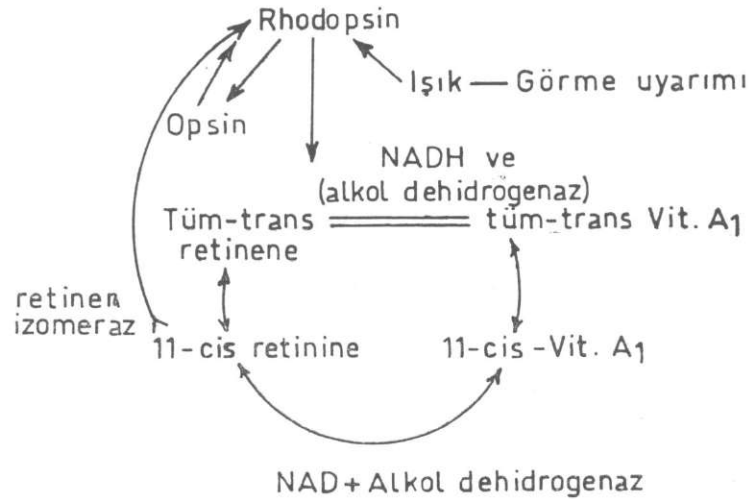 Rhodopsin
Işık — Görme uyarımı
Opsin
NADH ve
(alkol dehidrogenaz)
Tüm-trans retinene
tüm-trans Vit. A1
retinen izomeraz
11-cis retinine
11-cis-Vit. A1
NAD+Alkol dehidrogenaz